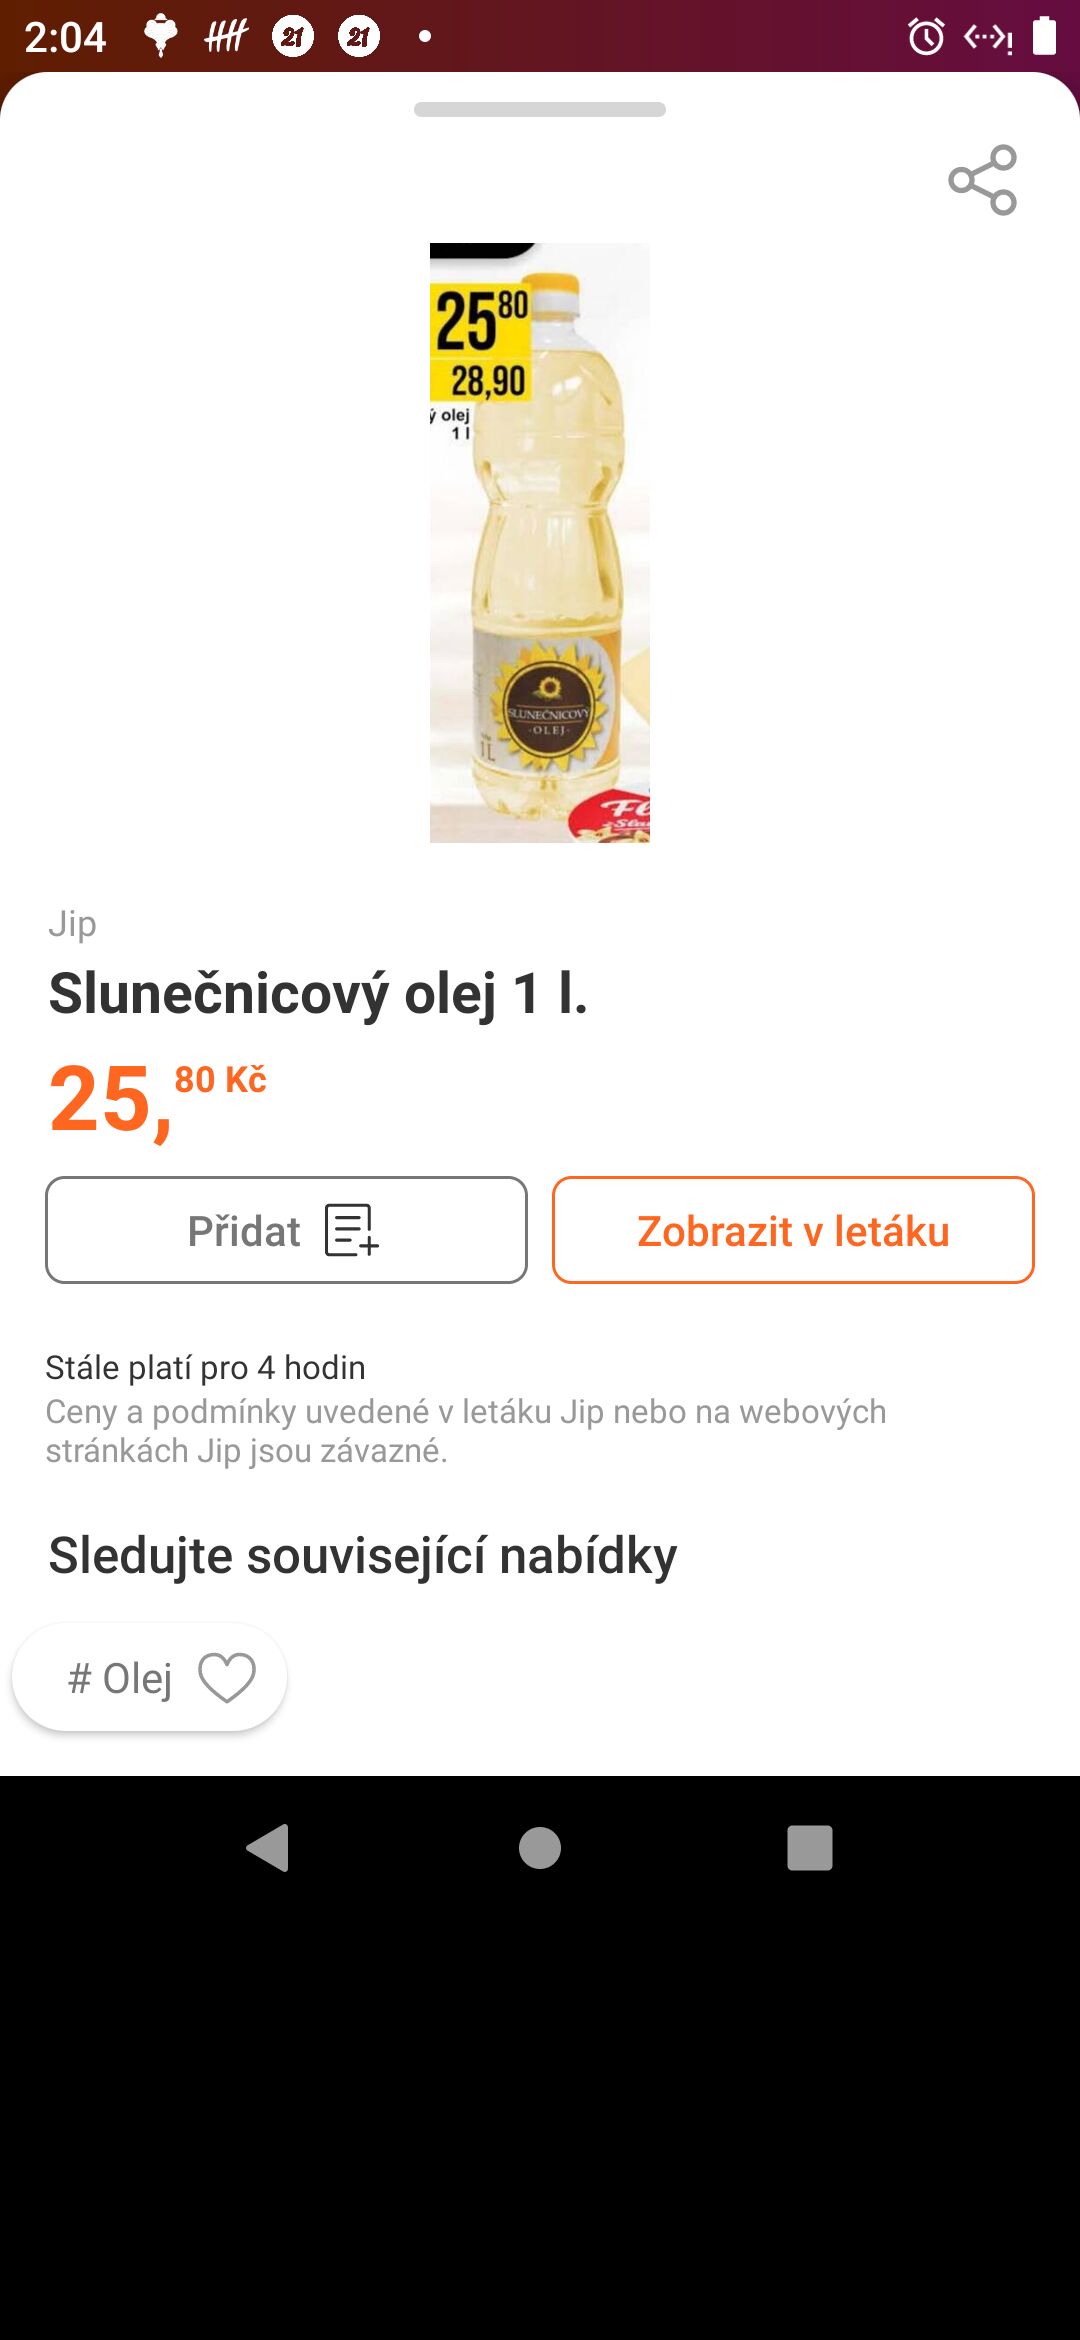 2:04
21
21
25 80
28,90
ý olej
1 l
SLUNEČNICOVÝ
·OLEJ·
1L
Jip
Slunečnicový olej 1 l.
25,80 Kč
Přidat
Zobrazit v letáku
Stále platí pro 4 hodin
Ceny a podmínky uvedené v letáku Jip nebo na webových
stránkách Jip jsou závazné.
Sledujte související nabídky
# Olej